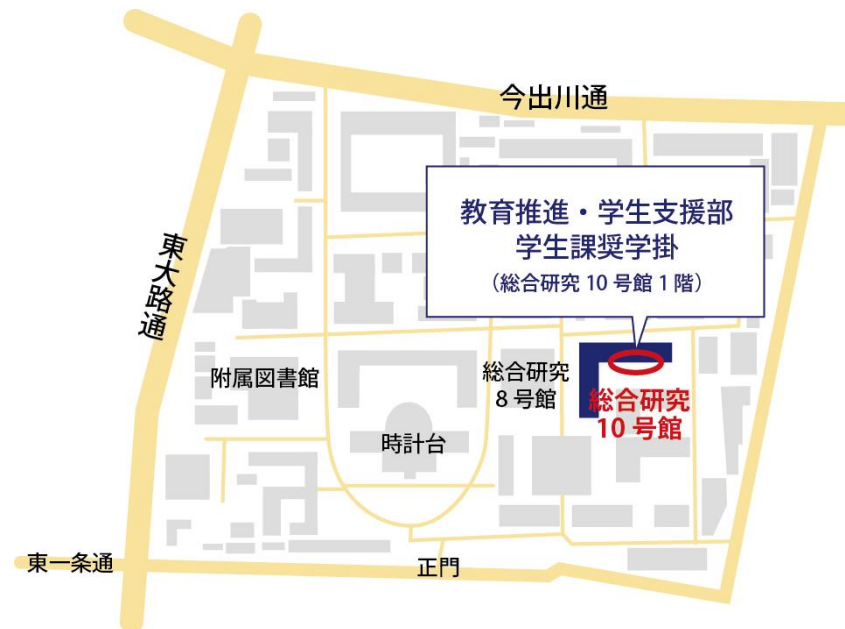 今出川通
教育推進・学生支援部
学生課奨学掛
（総合研究 10 号館 1 階）
東大路通
附属図書館
総合研究
8 号館
総合研究
10 号館
時計台
東一条通
正門